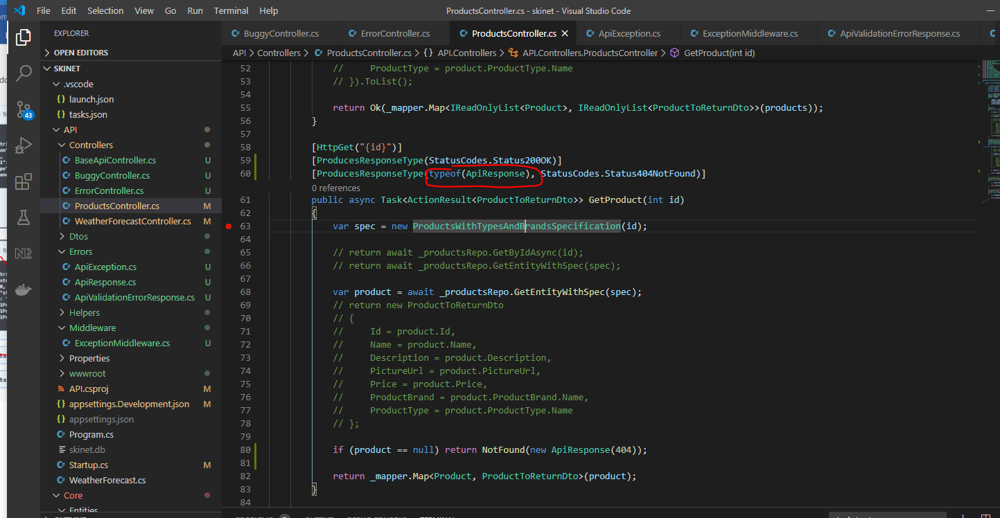 File Edit Selection View Go Run Terminal Help ProductsController.cs - skinet - Visual Studio Code
EXPLORER
OPEN EDITORS
SKINET
.vscode
{} launch.json
{} tasks.json
API
Controllers
BaseApiController.cs U
BuggyController.cs U
ErrorController.cs U
ProductsController.cs M
WeatherForecastController.cs M
Dtos
Errors
ApiException.cs U
ApiResponse.cs U
ApiValidationErrorResponse.cs U
Helpers
Middleware
ExceptionMiddleware.cs U
Properties
wwwroot
API.csproj M
{} appsettings.Development.json M
{} appsettings.json
Program.cs
skinet.db
Startup.cs M
WeatherForecast.cs
Core
Entities
43
BuggyController.cs ErrorController.cs ProductsController.cs ApiException.cs ExceptionMiddleware.cs ApiValidationErrorResponse.cs
API > Controllers > ProductsController.cs > {} API.Controllers > API.Controllers.ProductsController > GetProduct(int id)
52 //     ProductType = product.ProductType.Name
53 // }).ToList();
54
55 return Ok(_mapper.Map<IReadOnlyList<Product>, IReadOnlyList<ProductToReturnDto>>(products));
56 }
57
58 [HttpGet("{id}")]
59 [ProducesResponseType(StatusCodes.Status200OK)]
60 [ProducesResponseType(typeof(ApiResponse), StatusCodes.Status404NotFound)]
0 references
61 public async Task<ActionResult<ProductToReturnDto>> GetProduct(int id)
62 {
63 var spec = new ProductsWithTypesAndBrandsSpecification(id);
64
65 // return await _productsRepo.GetByIdAsync(id);
66 // return await _productsRepo.GetEntityWithSpec(spec);
67
68 var product = await _productsRepo.GetEntityWithSpec(spec);
69 // return new ProductToReturnDto
70 // {
71 //     Id = product.Id,
72 //     Name = product.Name,
73 //     Description = product.Description,
74 //     PictureUrl = product.PictureUrl,
75 //     Price = product.Price,
76 //     ProductBrand = product.ProductBrand.Name,
77 //     ProductType = product.ProductType.Name
78 // };
79
80 if (product == null) return NotFound(new ApiResponse(404));
81
82 return _mapper.Map<Product, ProductToReturnDto>(product);
83 }
84